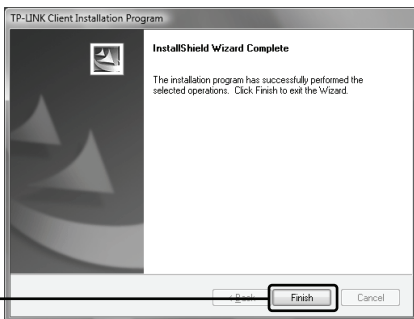 TP-LINK Client Installation Program
InstallShield Wizard Complete
The installation program has successfully performed the
selected operations. Click Finish to exit the Wizard.
< Back
Finish
Cancel